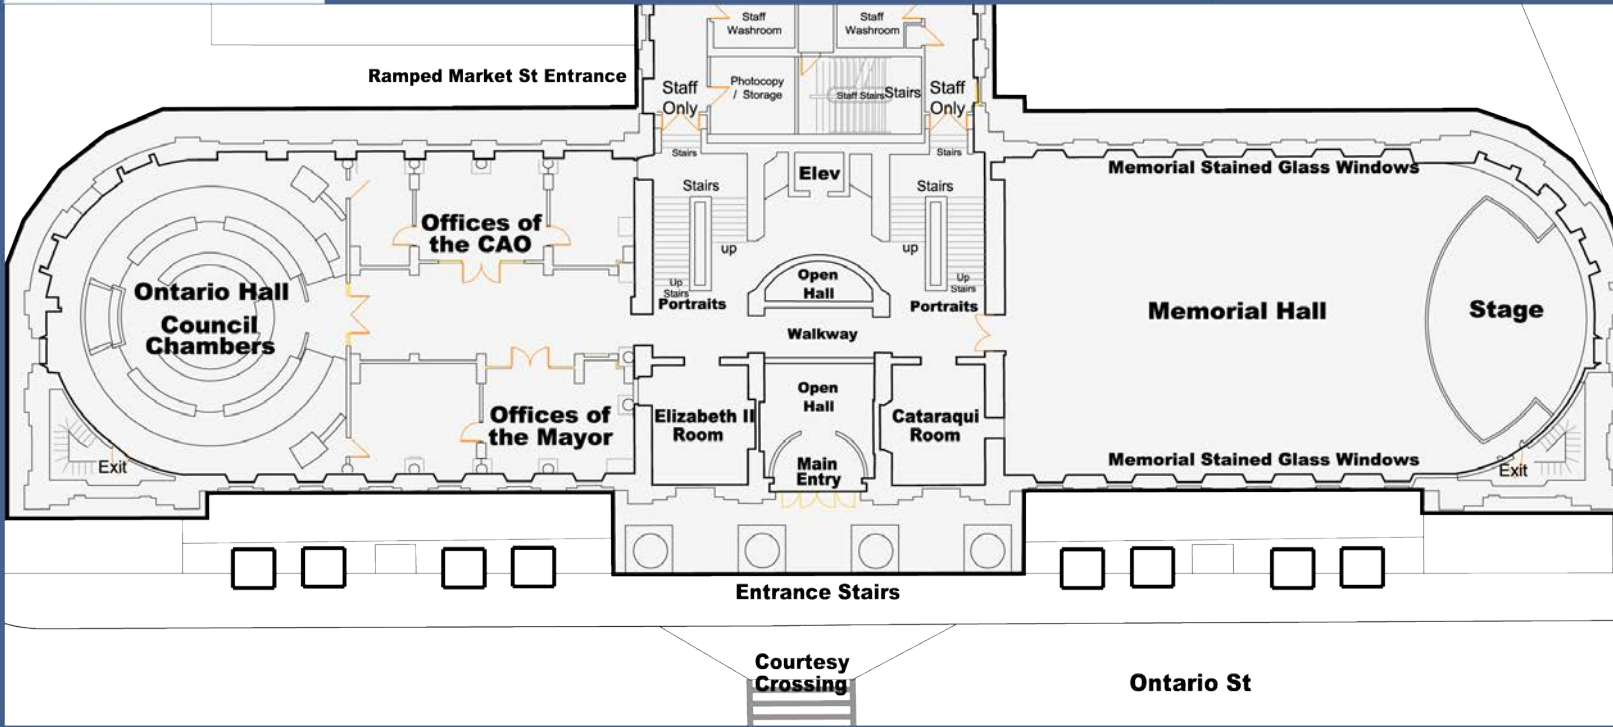 Staff
Washroom
Staff
Washroom
Ramped Market St Entrance
Staff
Only
Photocopy
/ Storage
Staff Stairs
Stairs
Staff
Only
Stairs
Stairs
Memorial Stained Glass Windows
Elev
Stairs
Stairs
Offices of
the CAO
up
up
Open
Hall
Up
Stairs
Up
Stairs
Portraits
Portraits
Ontario Hall
Council
Chambers
Walkway
Memorial Hall
Stage
Open
Hall
Offices of
the Mayor
Elizabeth II
Room
Cataraqui
Room
Main
Entry
Memorial Stained Glass Windows
Exit
Exit
Entrance Stairs
Courtesy
Crossing
Ontario St